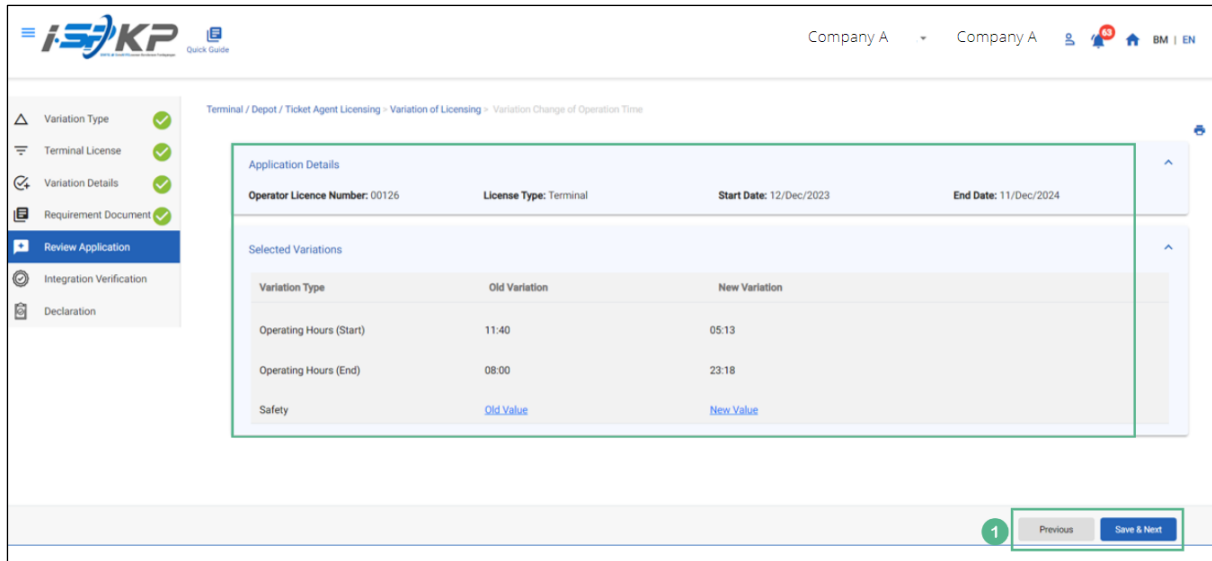 i-SPKP
Quick Guide
Company A
Company A
63
BM | EN
Variation Type
Terminal License
Variation Details
Requirement Document
Review Application
Integration Verification
Declaration
Terminal / Depot / Ticket Agent Licensing > Variation of Licensing > Variation Change of Operation Time
Application Details
Operator Licence Number: 00126 License Type: Terminal Start Date: 12/Dec/2023 End Date: 11/Dec/2024
Selected Variations
Variation Type Old Variation New Variation
Operating Hours (Start) 11:40 05:13
Operating Hours (End) 08:00 23:18
Safety Old Value New Value
1 Previous Save & Next